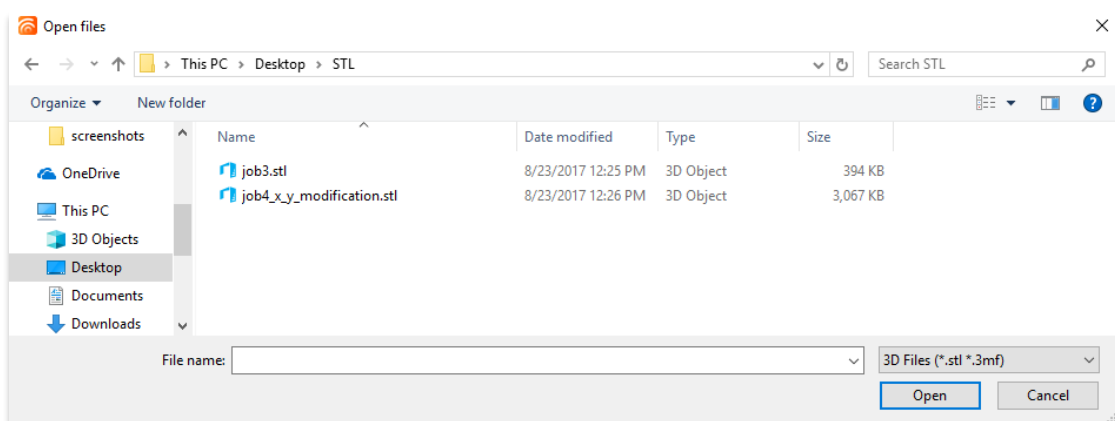 Open files
This PC > Desktop > STL
Search STL
Organize
New folder
Name
Date modified
Type
Size
screenshots
OneDrive
This PC
3D Objects
Desktop
Documents
Downloads
job3.stl 8/23/2017 12:25 PM 3D Object 394 KB
job4_x_y_modification.stl 8/23/2017 12:26 PM 3D Object 3,067 KB
File name:
3D Files (*.stl *.3mf)
Open
Cancel